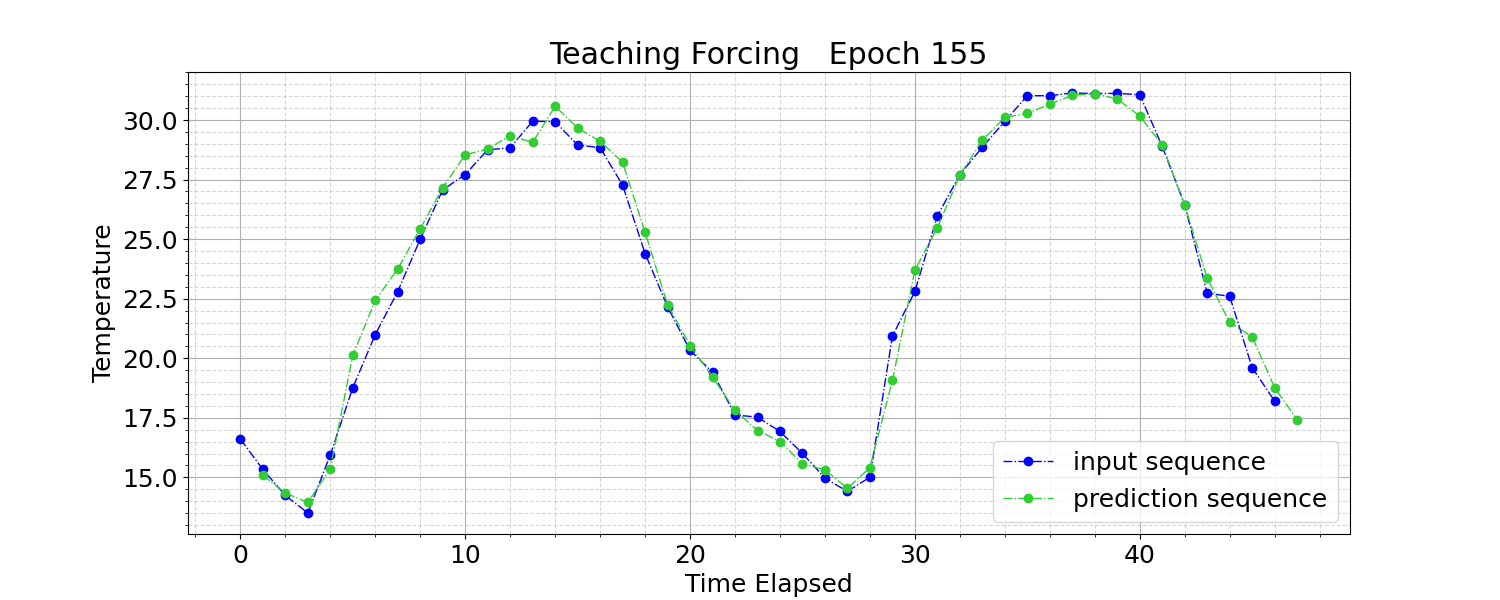 Teaching Forcing   Epoch 155
Temperature
30.0
27.5
25.0
22.5
20.0
17.5
15.0
input sequence
prediction sequence
0 10 20 30 40
Time Elapsed